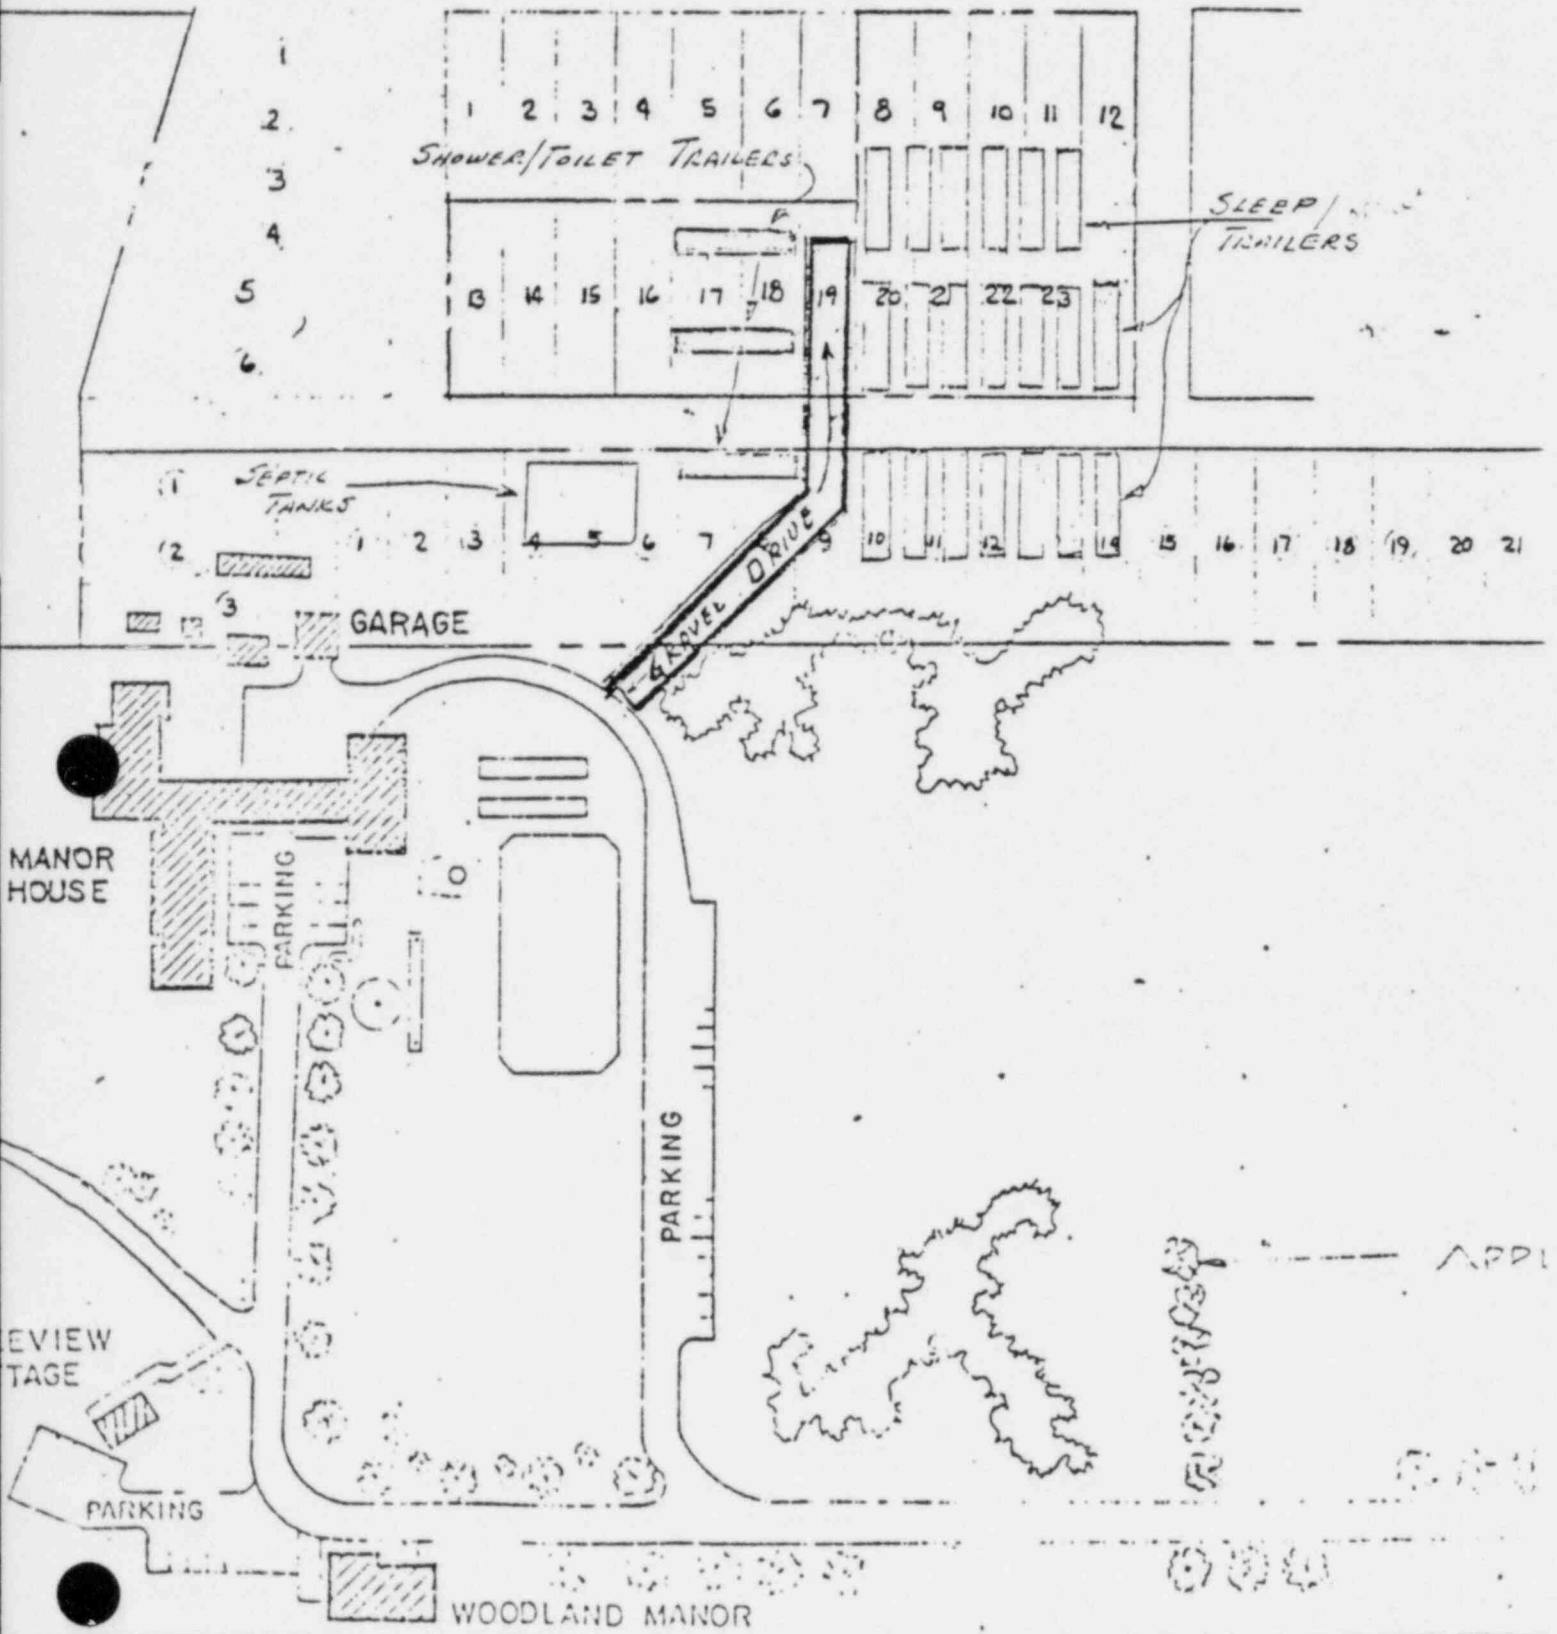 1
2
3
4
5
6
1 2 3 4 5 6 7 8 9 10 11 12
SHOWER/TOILET TRAILERS
SLEEP/
TRAILERS
13 14 15 16 17 18 19 20 21 22 23
1
2
3
SEPTIC
TANKS
1 2 3 4 5 6 7 9 10 11 12 14 15 16 17 18 19 20 21
GRAVEL DRIVE
GARAGE
MANOR
HOUSE
PARKING
PARKING
APPL
EVIEW
TAGE
PARKING
WOODLAND MANOR